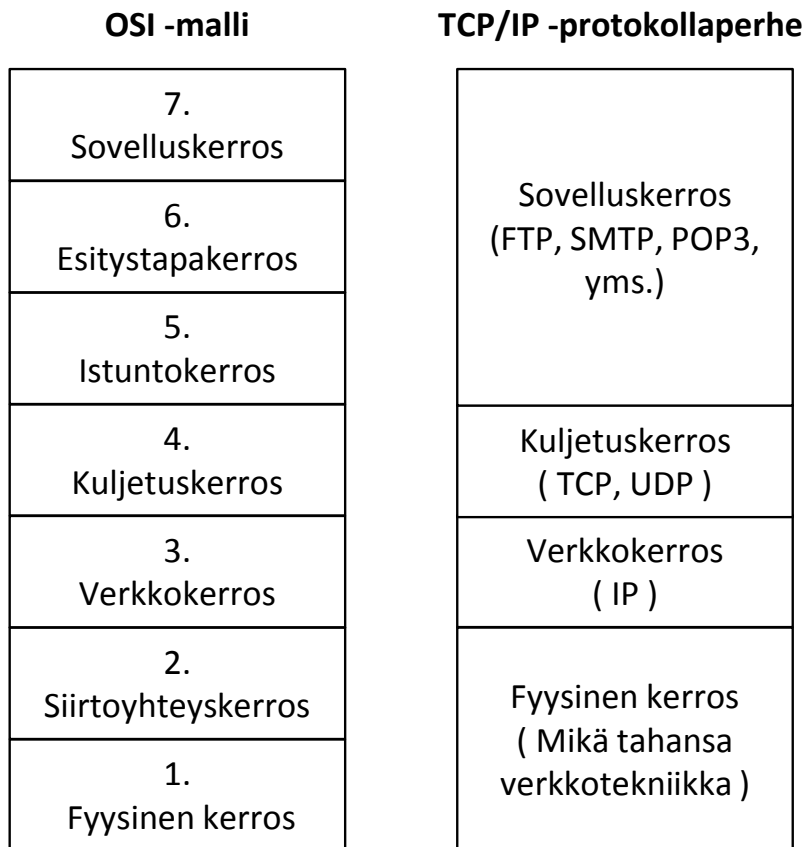 OSI -malli
7.
Sovelluskerros
6.
Esitystapakerros
5.
Istuntokerros
4.
Kuljetuskerros
3.
Verkkokerros
2.
Siirtoyhteyskerros
1.
Fyysinen kerros
TCP/IP -protokollaperhe
Sovelluskerros
(FTP, SMTP, POP3,
yms.)
Kuljetuskerros
( TCP, UDP )
Verkkokerros
( IP )
Fyysinen kerros
( Mikä tahansa
verkkotekniikka )